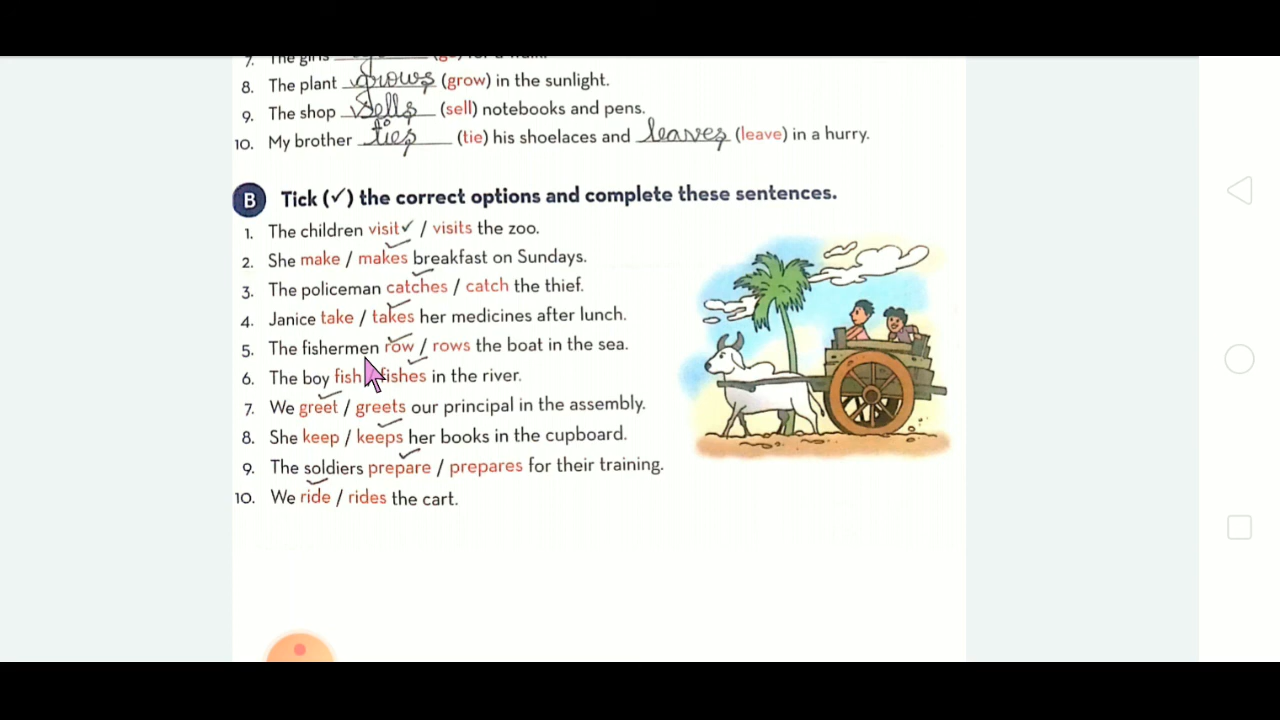 7. The girls (go) for a walk.
8. The plant grows (grow) in the sunlight.
9. The shop sells (sell) notebooks and pens.
10. My brother ties (tie) his shoelaces and leaves (leave) in a hurry.
B Tick (✓) the correct options and complete these sentences.
1. The children visit✓ / visits the zoo.
2. She make / makes breakfast on Sundays.
3. The policeman catches / catch the thief.
4. Janice take / takes her medicines after lunch.
5. The fishermen row / rows the boat in the sea.
6. The boy fish / fishes in the river.
7. We greet / greets our principal in the assembly.
8. She keep / keeps her books in the cupboard.
9. The soldiers prepare / prepares for their training.
10. We ride / rides the cart.